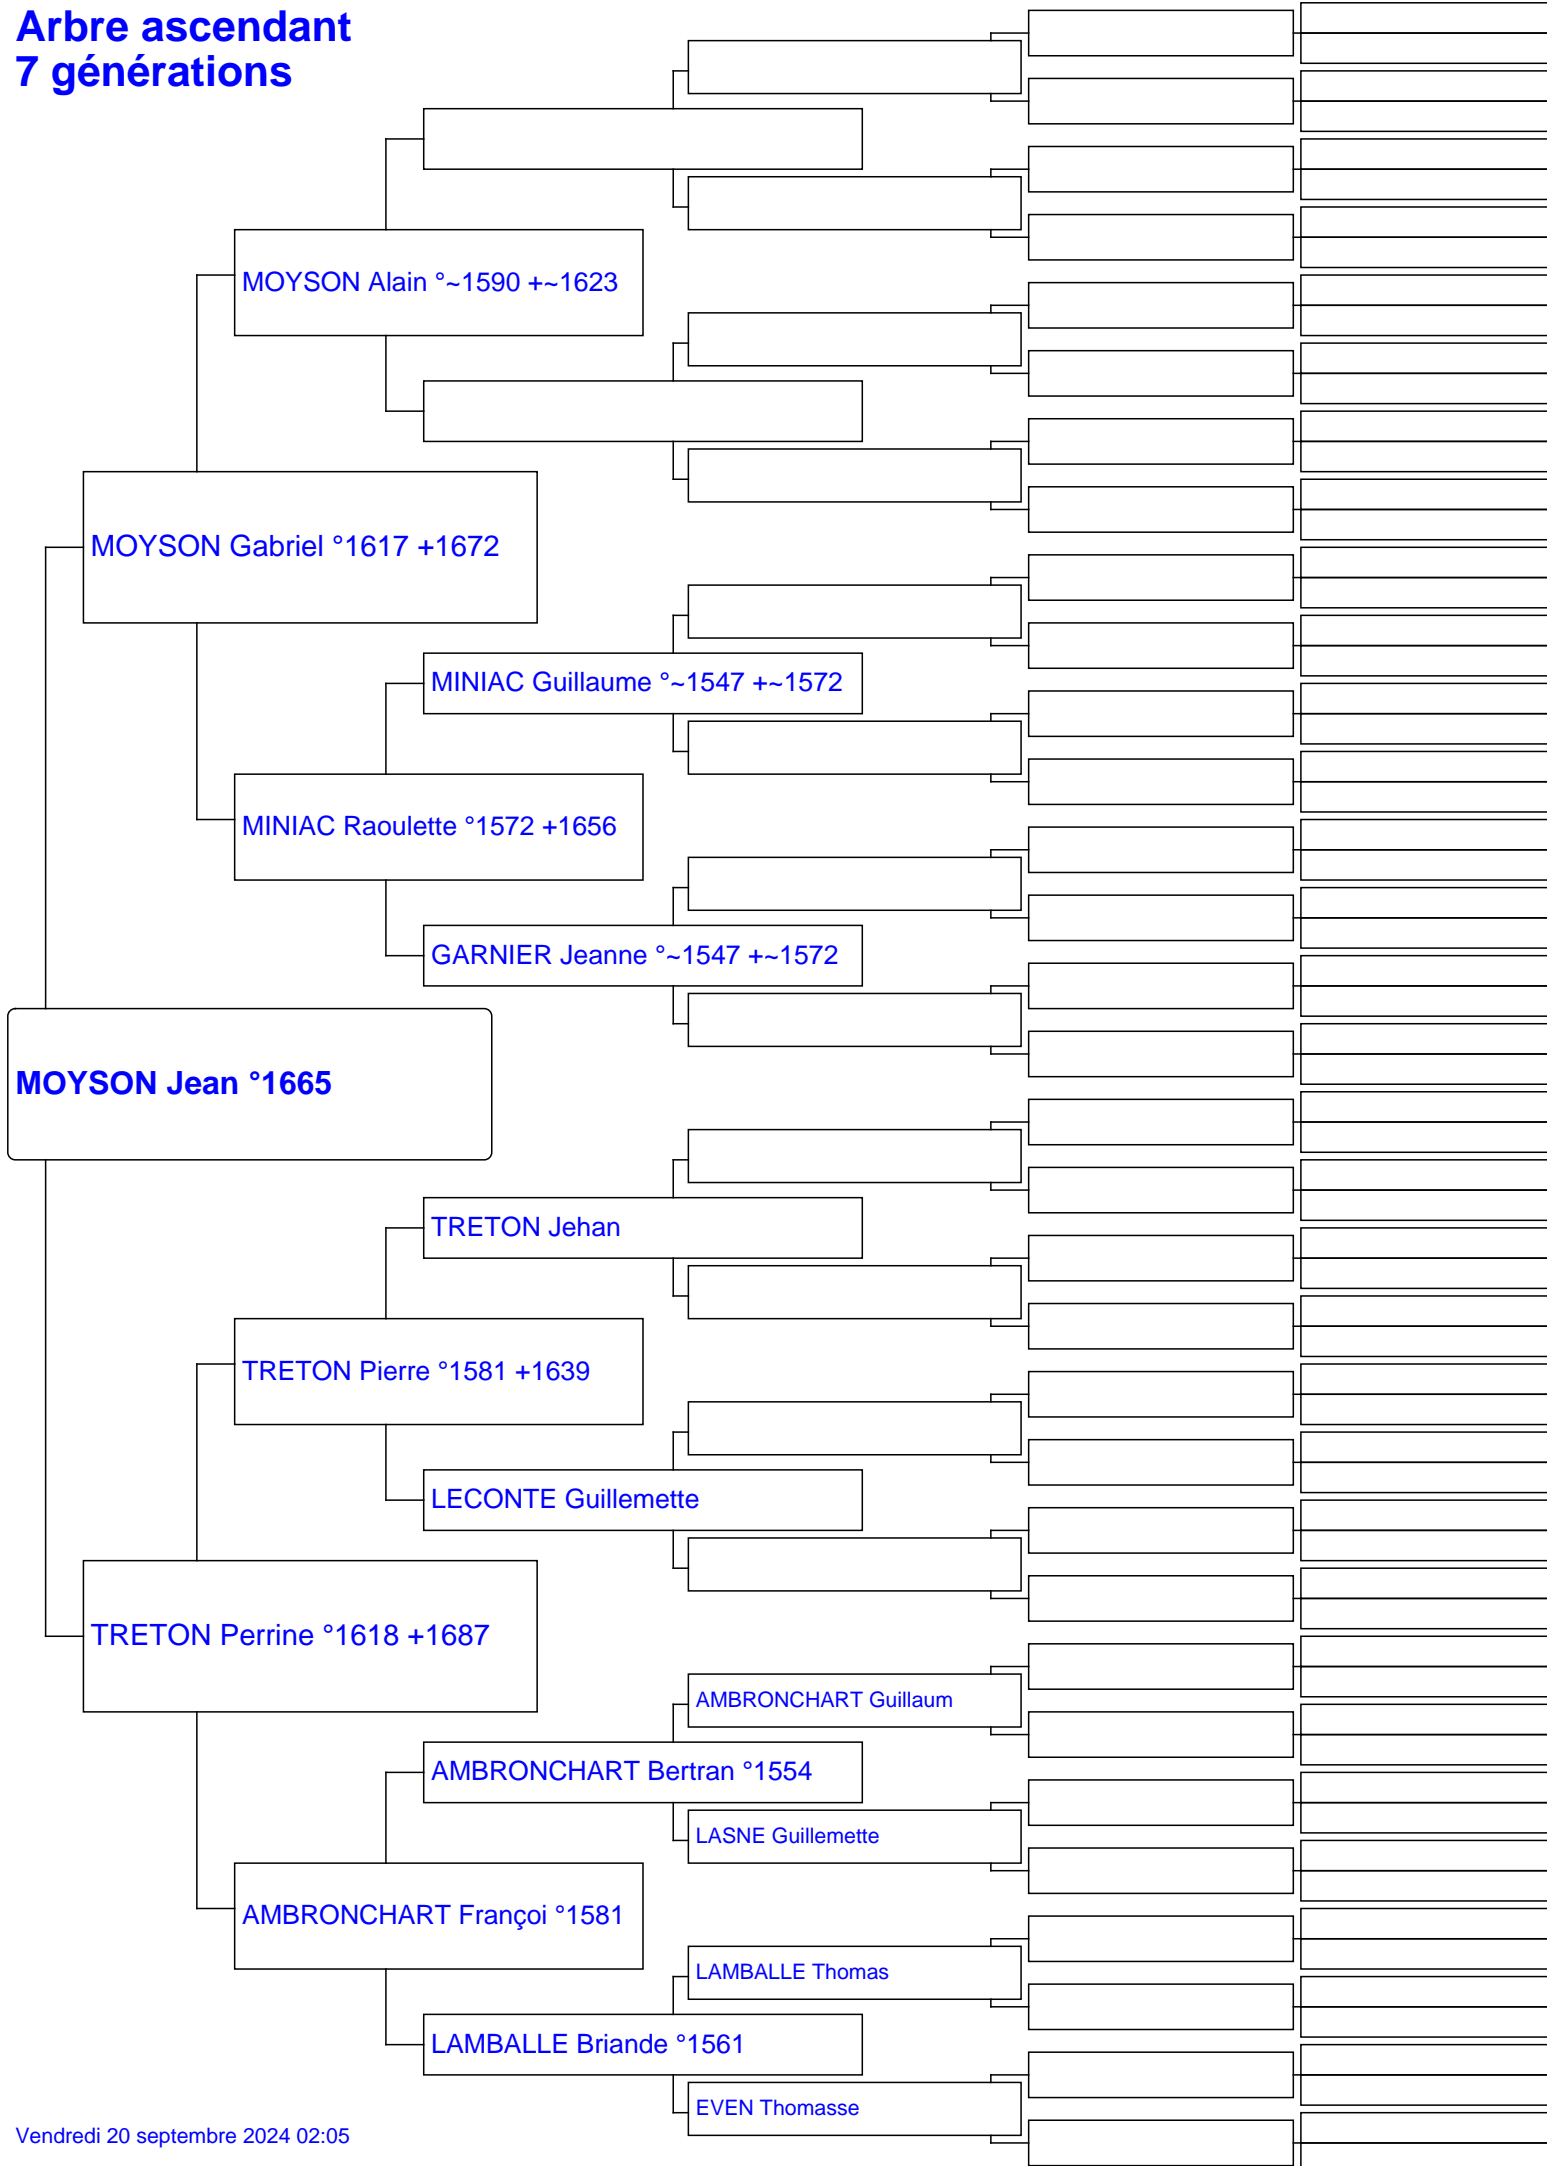 Arbre ascendant
7 générations
MOYSON Alain °~1590 +~1623
MOYSON Gabriel °1617 +1672
MINIAC Guillaume °~1547 +~1572
MINIAC Raoulette °1572 +1656
GARNIER Jeanne °~1547 +~1572
MOYSON Jean °1665
TRETON Jehan
TRETON Pierre °1581 +1639
LECONTE Guillemette
TRETON Perrine °1618 +1687
AMBRONCHART Guillaum
AMBRONCHART Bertran °1554
LASNE Guillemette
AMBRONCHART Françoi °1581
LAMBALLE Thomas
LAMBALLE Briande °1561
EVEN Thomasse
Vendredi 20 septembre 2024 02:05